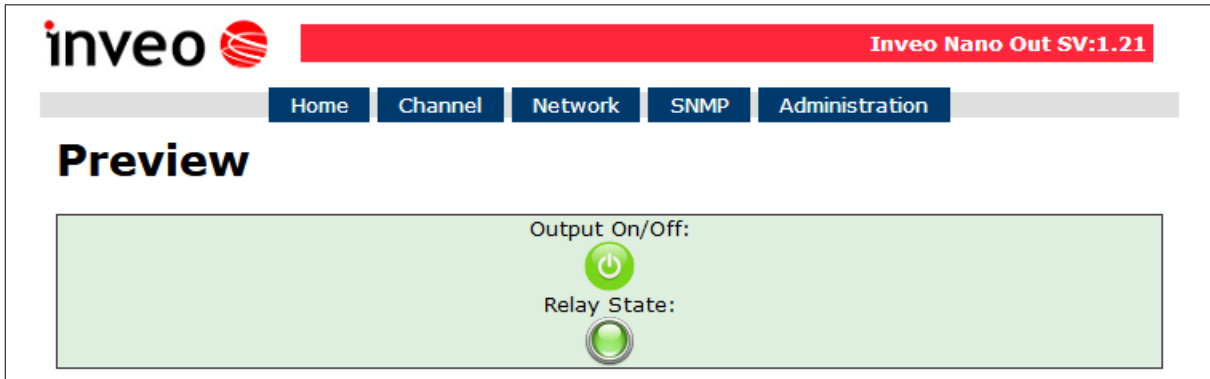 inveo
Inveo Nano Out SV:1.21
Home Channel Network SNMP Administration
Preview
Output On/Off:
Relay State: